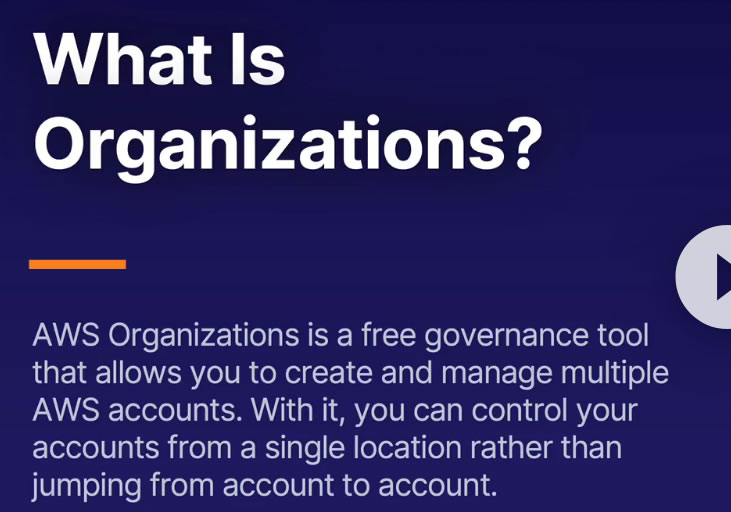 What Is
Organizations?
AWS Organizations is a free governance tool
that allows you to create and manage multiple
AWS accounts. With it, you can control your
accounts from a single location rather than
jumping from account to account.